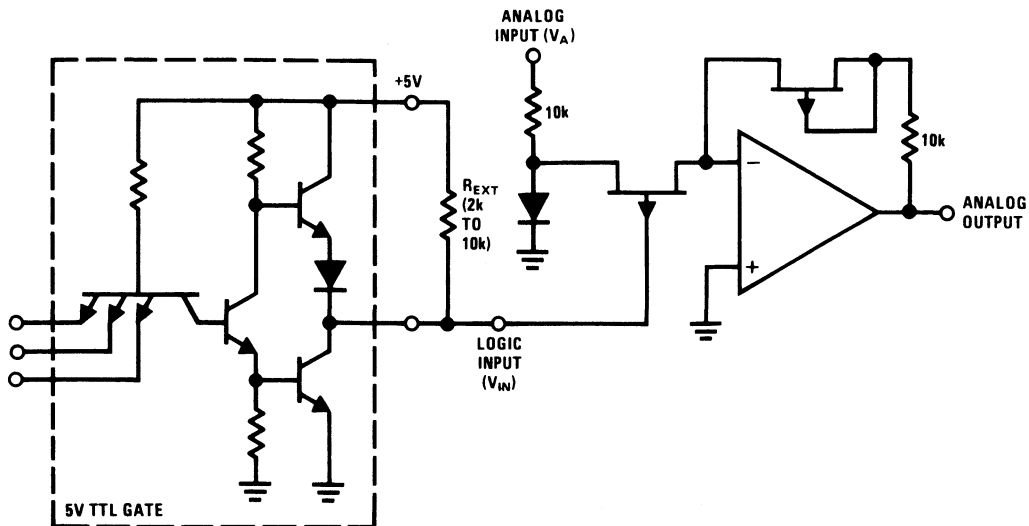 ANALOG
INPUT (VA)
+5V
10k
REXT
(2k
TO
10k)
10k
−
+
ANALOG
OUTPUT
LOGIC
INPUT
(VIN)
5V TTL GATE